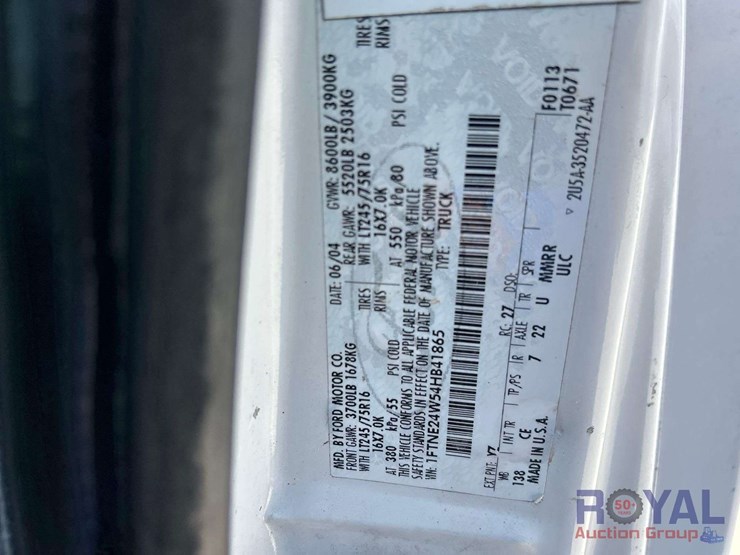 MFD. BY FORD MOTOR CO.
DATE: 06/04 GVWR: 8600LB / 3900KG
FRONT GAWR: 3700LB 1678KG REAR GAWR: 5520LB 2503KG
WITH LT245/75R16 TIRES WITH LT245/75R16 TIRES
16X7.0K RIMS 16X7.0K RIMS
AT 380 kPa/55 PSI COLD AT 550 kPa/80 PSI COLD
THIS VEHICLE CONFORMS TO ALL APPLICABLE FEDERAL MOTOR VEHICLE
SAFETY STANDARDS IN EFFECT ON THE DATE OF MANUFACTURE SHOWN ABOVE.
VIN: 1FTNE24W54HB41865 TYPE: TRUCK
F0113
T0671
EXT PNT: YZ RC: 27 DSO:
WB INT TR TP/PS R AXLE TR SPR
138 CE 7 22 U MMRR
ULC
MADE IN U.S.A. 2U5A-3520472-AA
VOID
ROYAL
50+
Auction Group